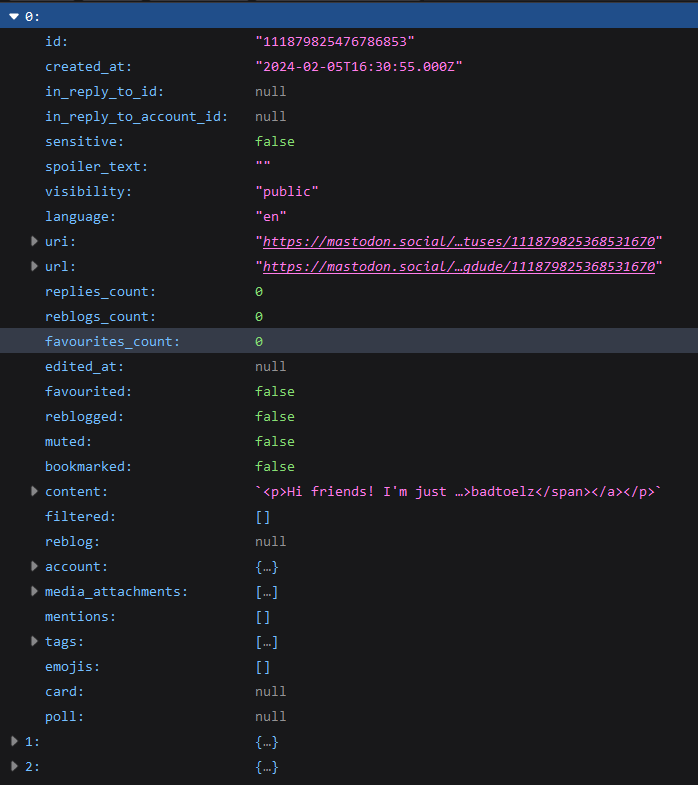 0:
id: "111879825476786853"
created_at: "2024-02-05T16:30:55.000Z"
in_reply_to_id: null
in_reply_to_account_id: null
sensitive: false
spoiler_text: ""
visibility: "public"
language: "en"
uri: "https://mastodon.social/…tuses/111879825368531670"
url: "https://mastodon.social/…gdude/111879825368531670"
replies_count: 0
reblogs_count: 0
favourites_count: 0
edited_at: null
favourited: false
reblogged: false
muted: false
bookmarked: false
content: `<p>Hi friends! I'm just …>badtoelz</span></a></p>`
filtered: []
reblog: null
account: {…}
media_attachments: […]
mentions: []
tags: […]
emojis: []
card: null
poll: null
1: {…}
2: {…}